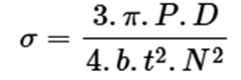 σ = 3.π.P.D / 4.b.t².N²